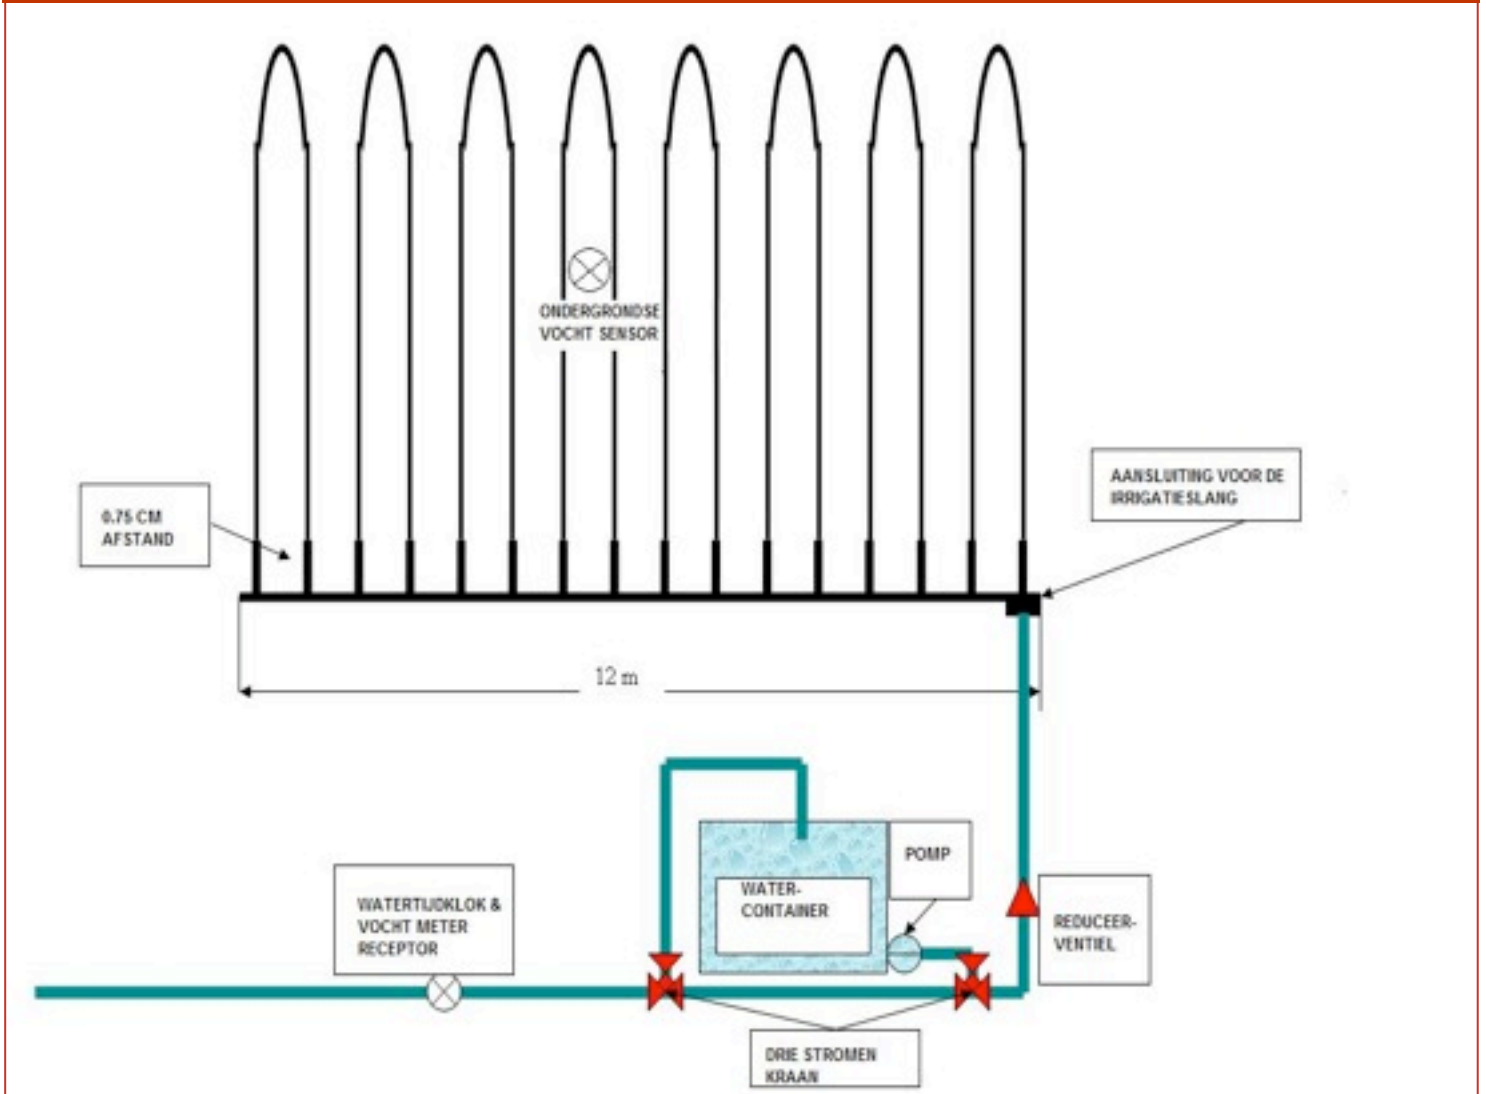 ONDERGRONDSE
VOCHT SENSOR
AANSLUITING VOOR DE
IRRIGATIESLANG
0.75 CM
AFSTAND
12 m
POMP
WATER-
CONTAINER
WATERTIJDKLOK &
VOCHT METER
RECEPTOR
REDUCEER-
VENTIEL
DRIE STROMEN
KRAAN